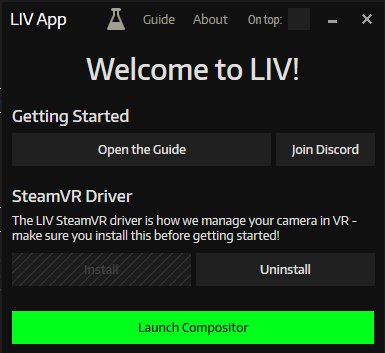 LIV App Guide About On top:
Welcome to LIV!
Getting Started
Open the Guide Join Discord
SteamVR Driver
The LIV SteamVR driver is how we manage your camera in VR -
make sure you install this before getting started!
Install Uninstall
Launch Compositor